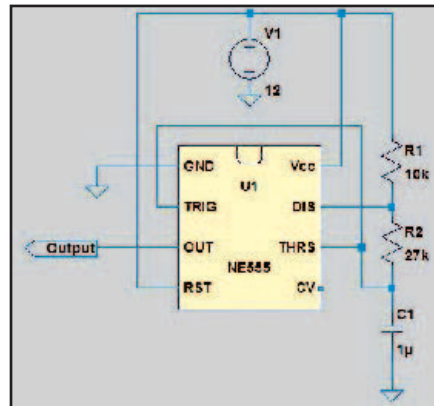 V1
12
R1
10k
GND
Vcc
U1
TRIG
DIS
R2
27k
Output
OUT
THRS
NE555
RST
CV
C1
1µ